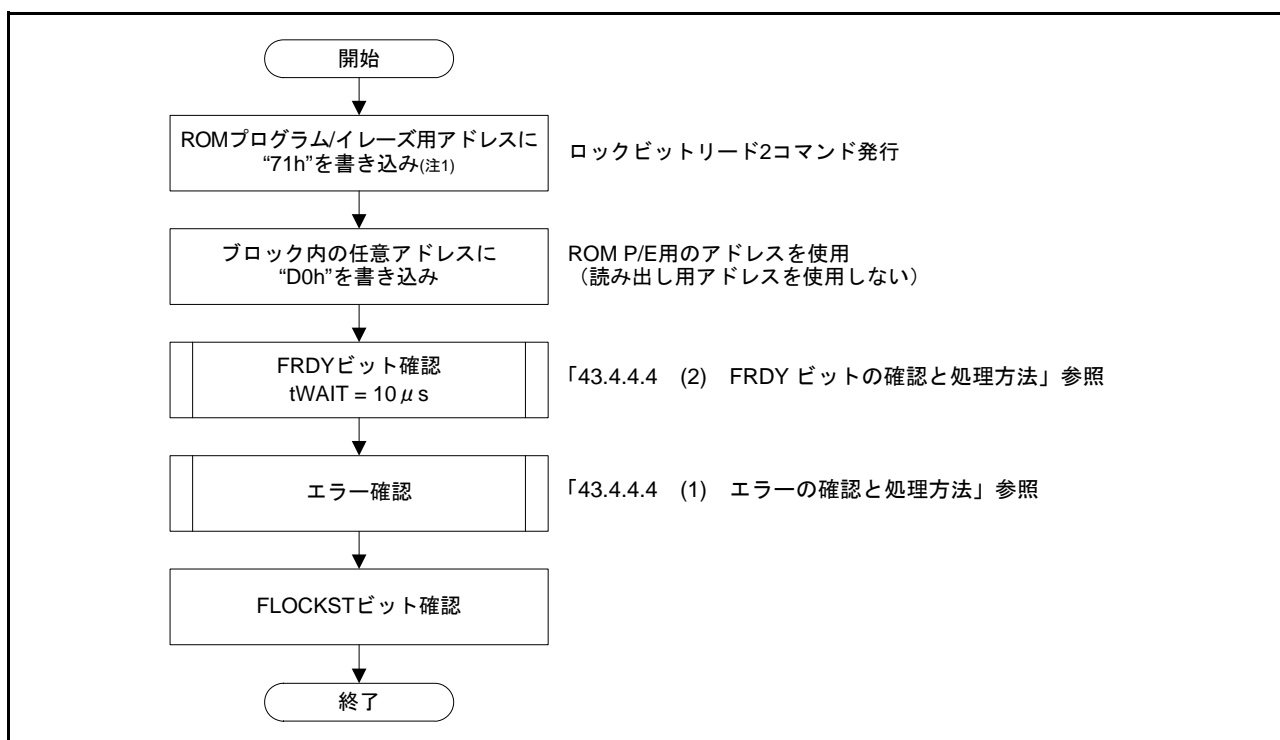 開始
ROMプログラム/イレーズ用アドレスに
“71h”を書き込み(注1)
ロックビットリード2コマンド発行
ブロック内の任意アドレスに
“D0h”を書き込み
ROM P/E用のアドレスを使用
（読み出し用アドレスを使用しない）
FRDYビット確認
tWAIT = 10μs
「43.4.4.4　(2)　FRDY ビットの確認と処理方法」参照
エラー確認
「43.4.4.4　(1)　エラーの確認と処理方法」参照
FLOCKSTビット確認
終了